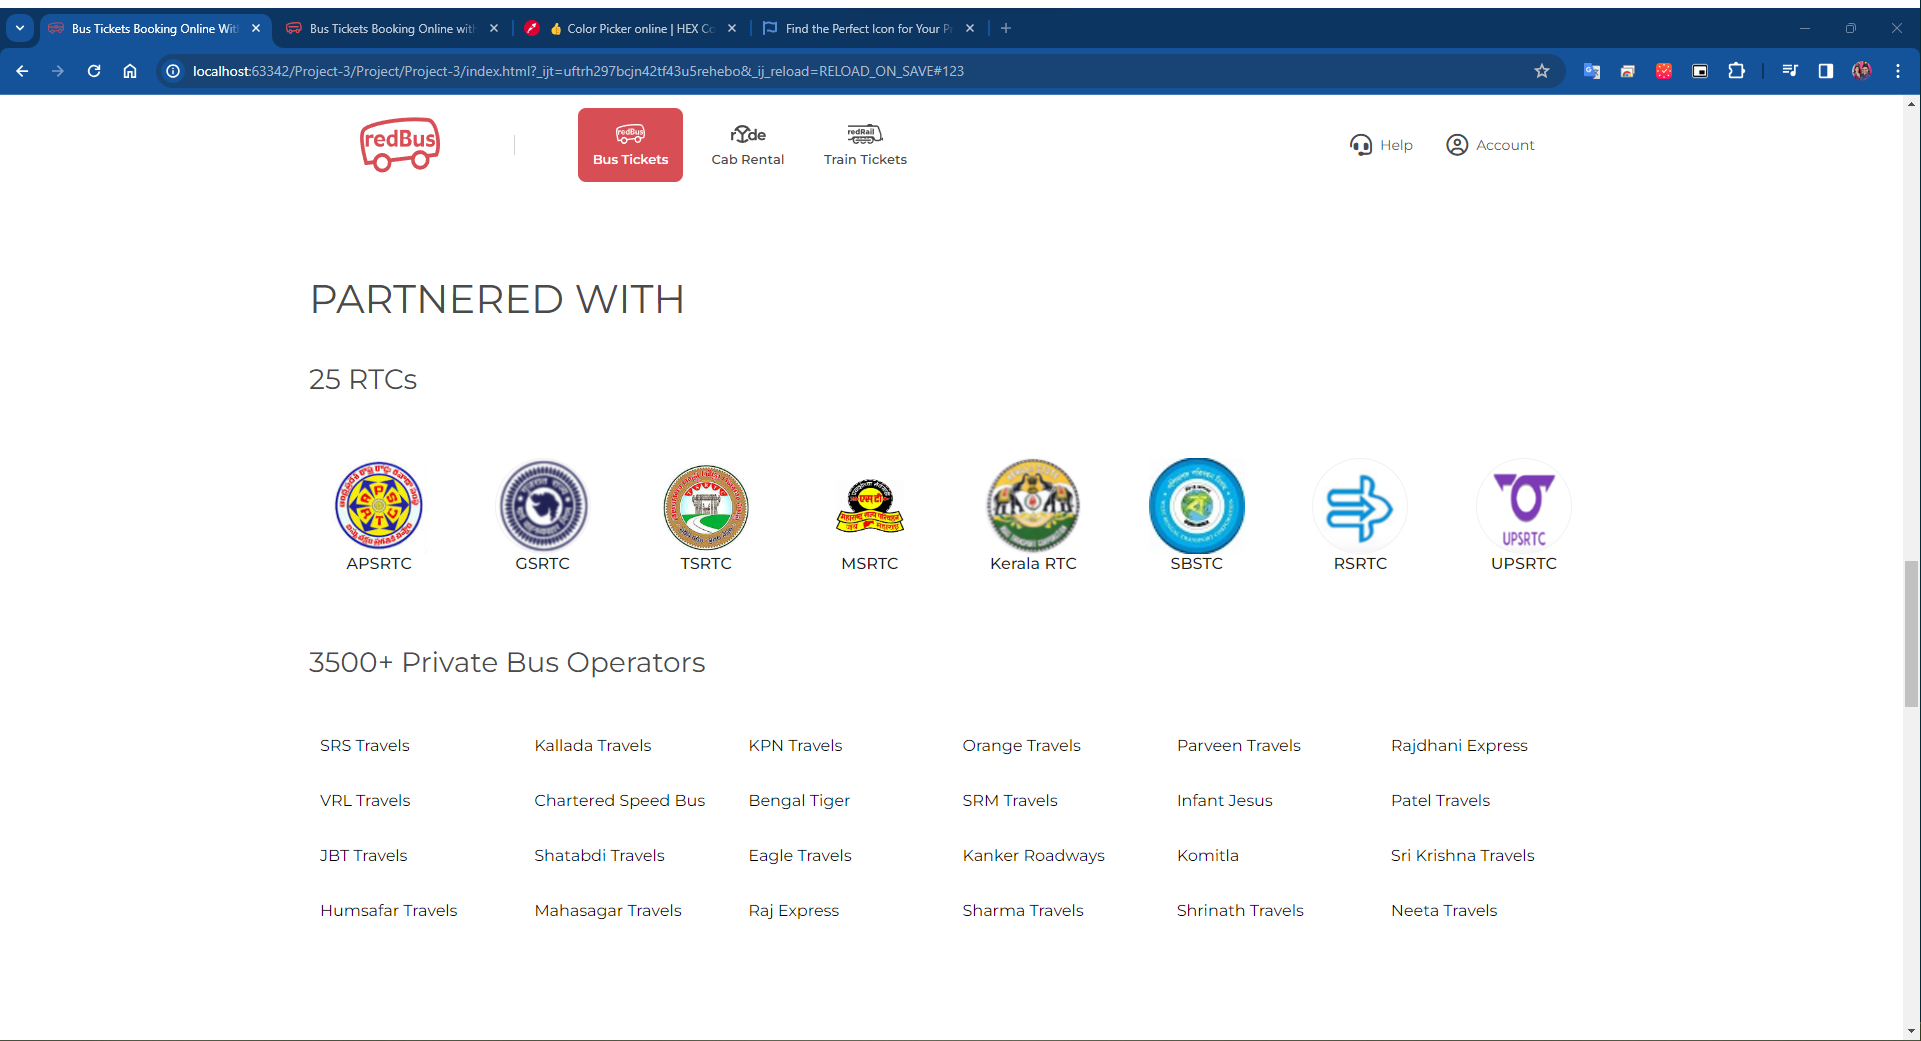 Bus Tickets Booking Online Wit
Bus Tickets Booking Online with
👍 Color Picker online | HEX Co
Find the Perfect Icon for Your Pr
localhost:63342/Project-3/Project/Project-3/index.html?_ijt=uftrh297bcjn42tf43u5rehebo&_ij_reload=RELOAD_ON_SAVE#123
redBus
redBus
Bus Tickets
rYde
Cab Rental
redRail
Train Tickets
Help
Account
PARTNERED WITH
25 RTCs
UPSRTC
APSRTC
GSRTC
TSRTC
MSRTC
Kerala RTC
SBSTC
RSRTC
UPSRTC
3500+ Private Bus Operators
SRS Travels
Kallada Travels
KPN Travels
Orange Travels
Parveen Travels
Rajdhani Express
VRL Travels
Chartered Speed Bus
Bengal Tiger
SRM Travels
Infant Jesus
Patel Travels
JBT Travels
Shatabdi Travels
Eagle Travels
Kanker Roadways
Komitla
Sri Krishna Travels
Humsafar Travels
Mahasagar Travels
Raj Express
Sharma Travels
Shrinath Travels
Neeta Travels